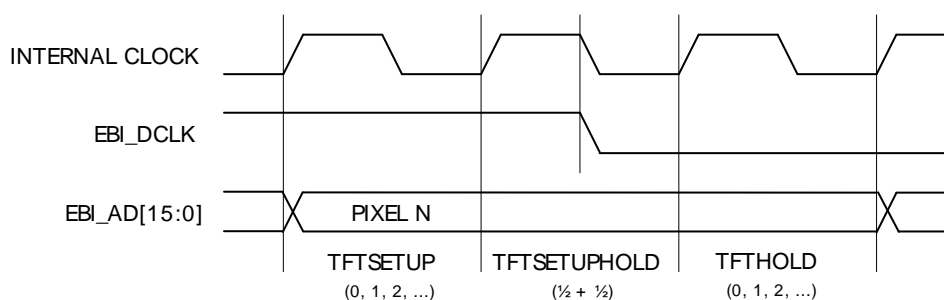 INTERNAL CLOCK
EBI_DCLK
EBI_AD[15:0]
PIXEL N
TFTSETUP TFTSETUPHOLD TFTHOLD
(0, 1, 2, ...) (½ + ½) (0, 1, 2, ...)